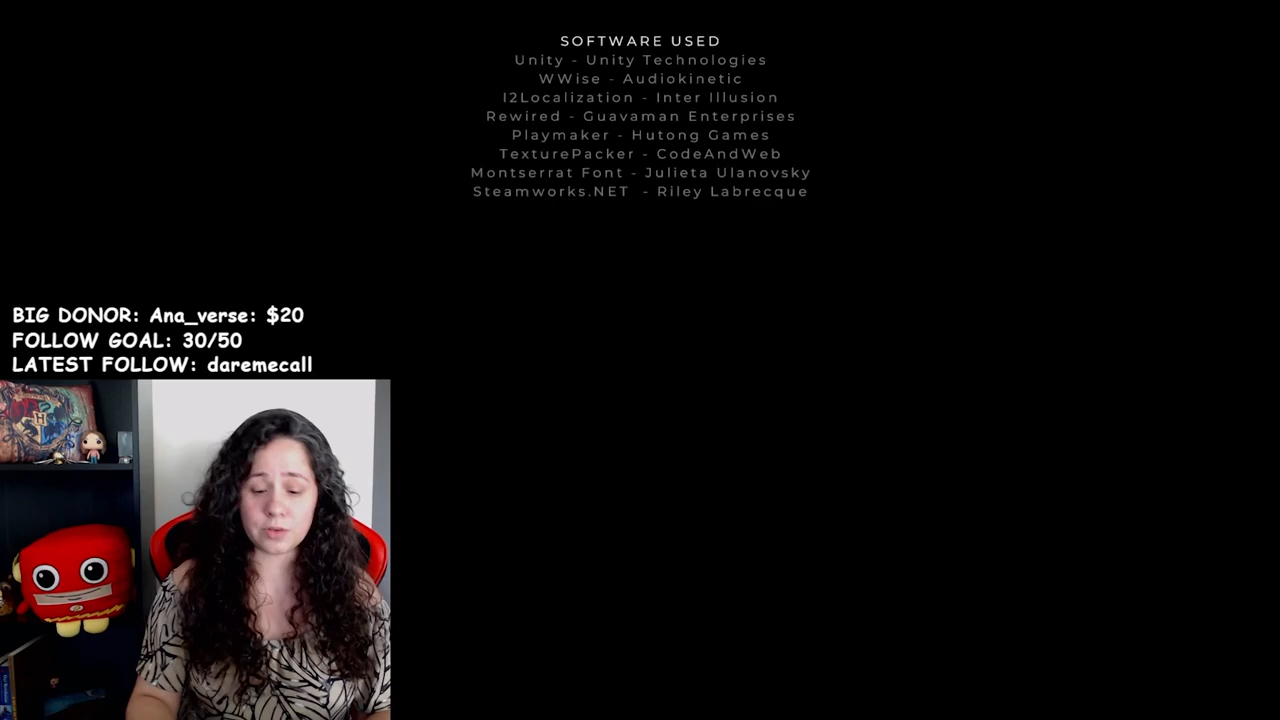 SOFTWARE USED
Unity - Unity Technologies
WWise - Audiokinetic
I2Localization - Inter Illusion
Rewired - Guavaman Enterprises
Playmaker - Hutong Games
TexturePacker - CodeAndWeb
Montserrat Font - Julieta Ulanovsky
Steamworks.NET - Riley Labrecque
BIG DONOR: Ana_verse: $20
FOLLOW GOAL: 30/50
LATEST FOLLOW: daremecall
H